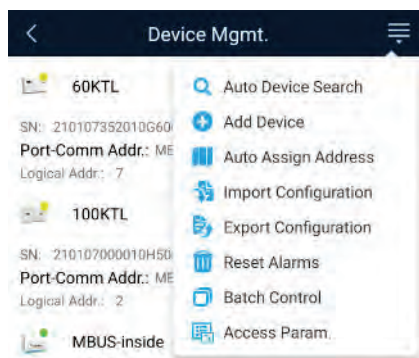 Device Mgmt.
60KTL
SN: 210107352010G60
Port-Comm Addr.: ME
Logical Addr.: 7
100KTL
SN: 210107000010H50
Port-Comm Addr.: ME
Logical Addr.: 2
MBUS-inside
Auto Device Search
Add Device
Auto Assign Address
Import Configuration
Export Configuration
Reset Alarms
Batch Control
Access Param.